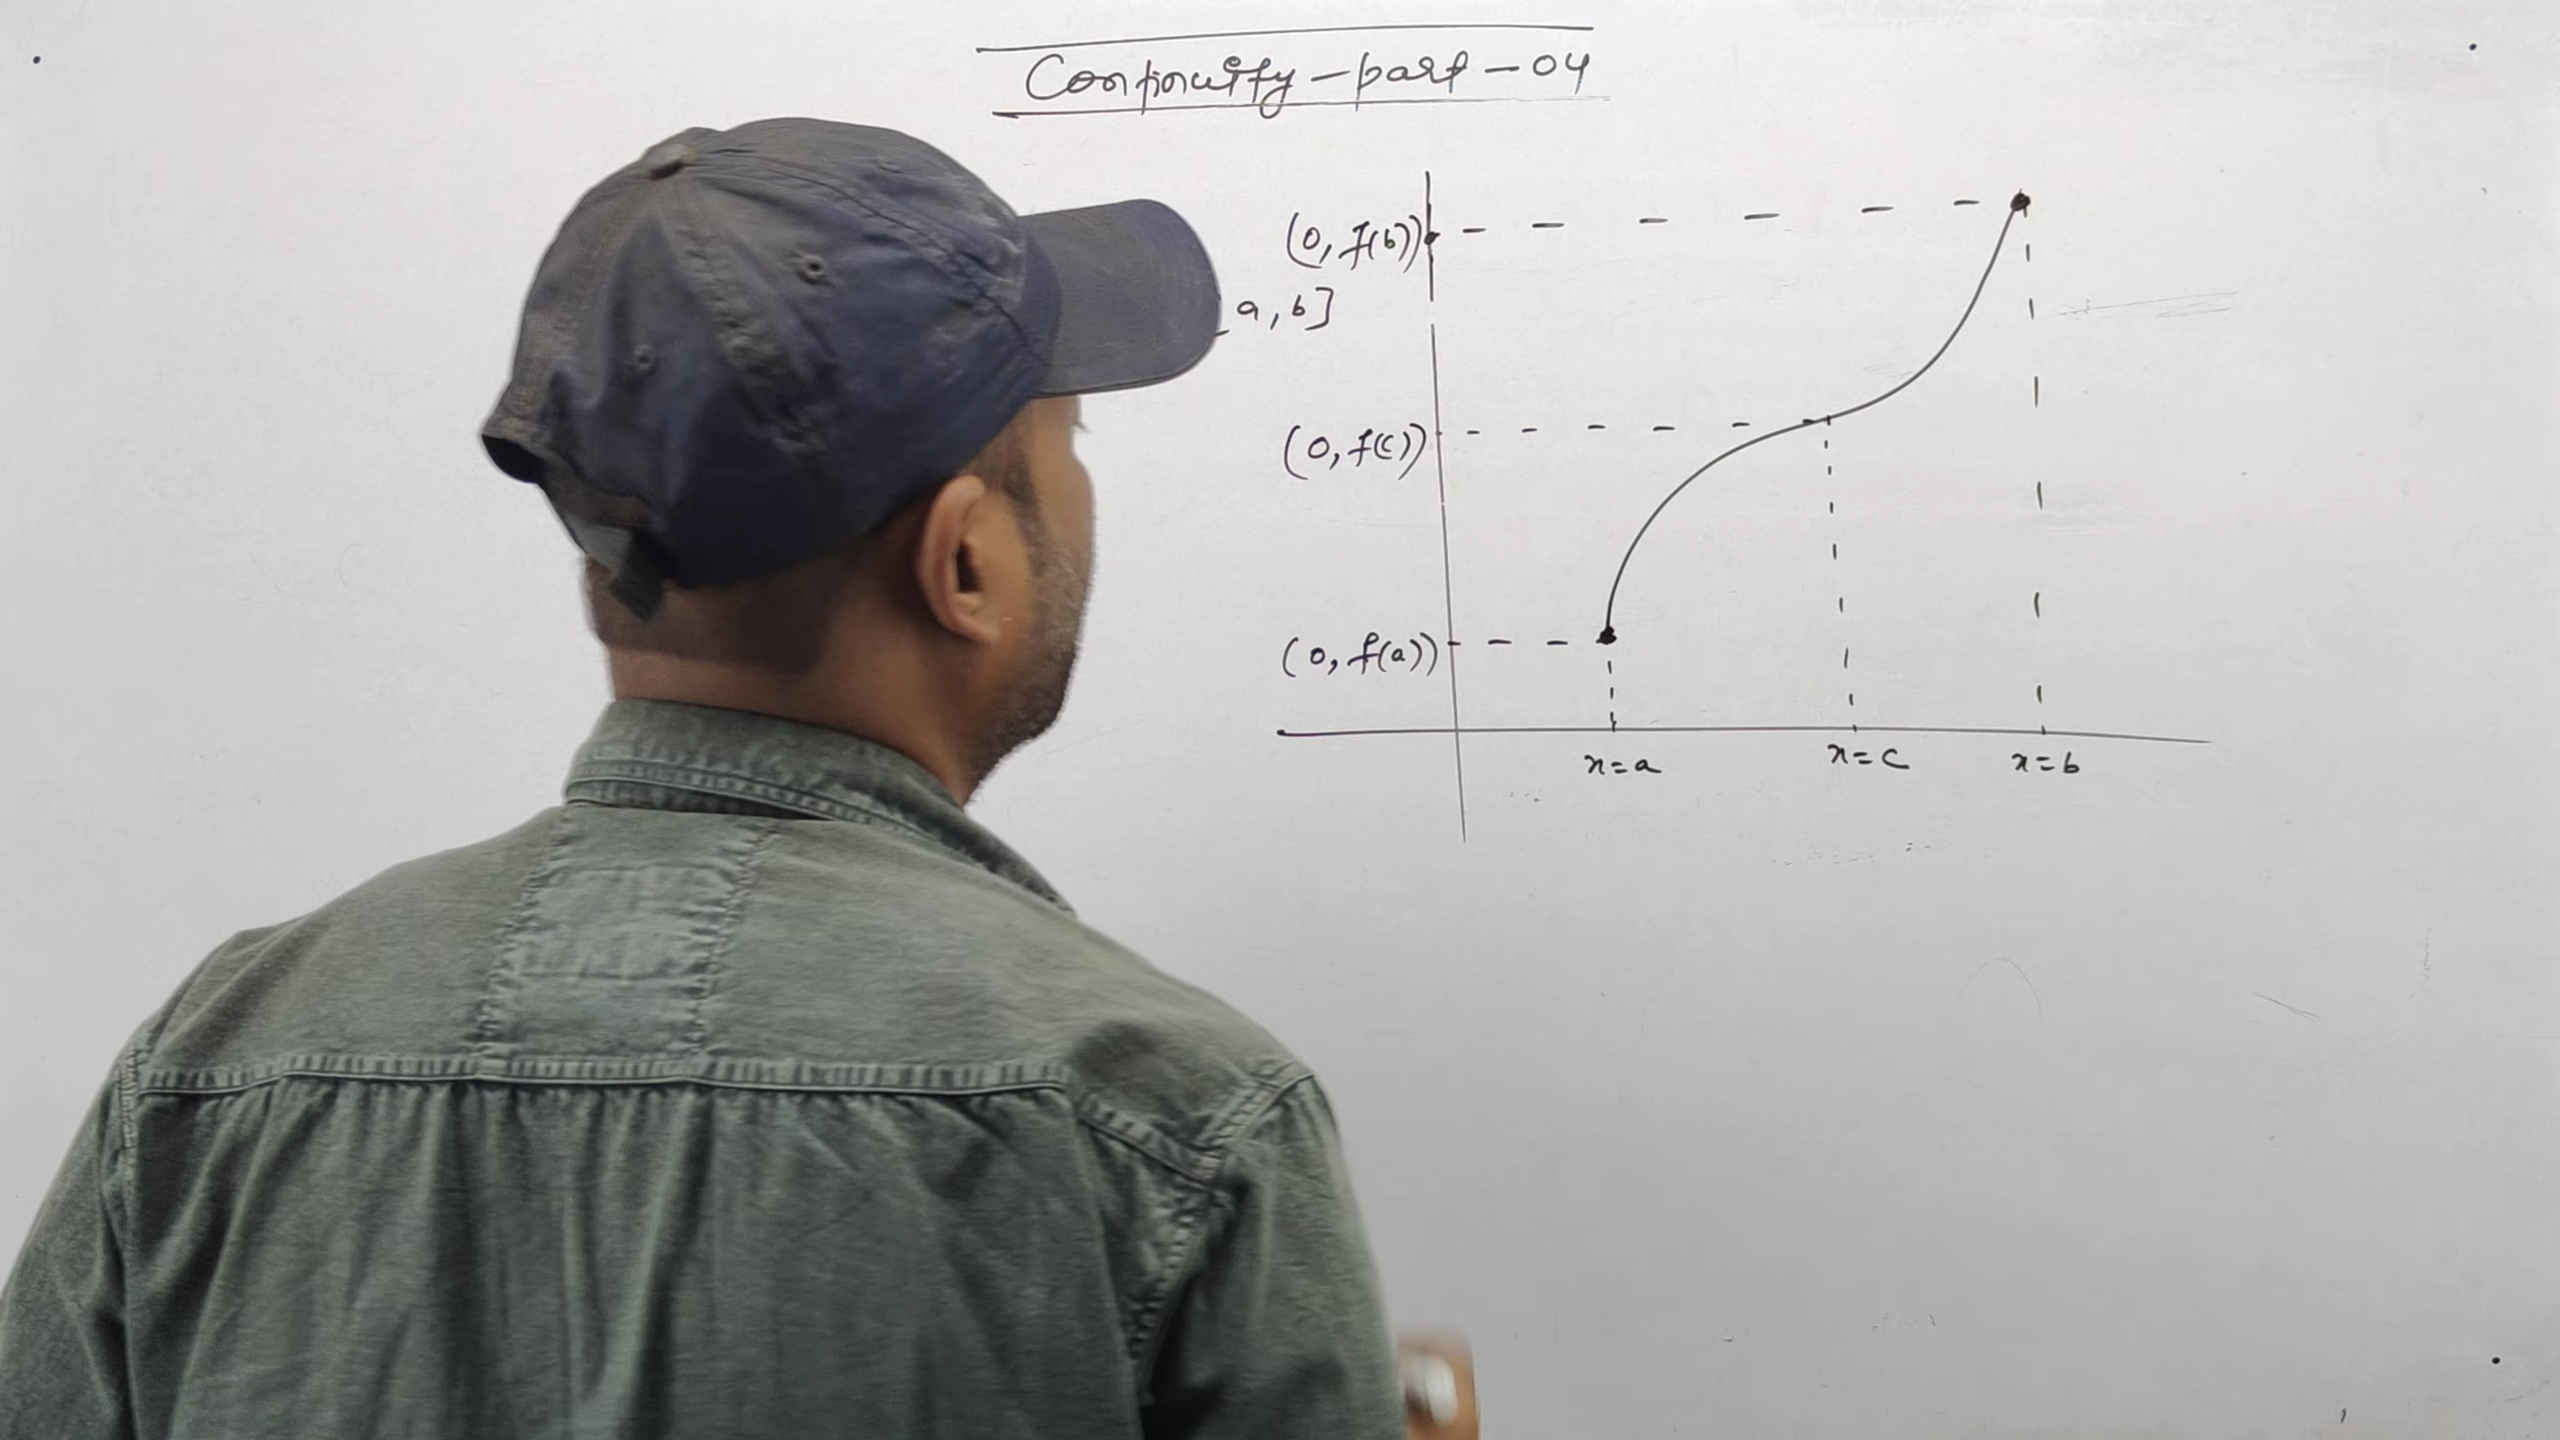 Continuity - part - 04
(0, f(b))
a, b]
(0, f(c))
(0, f(a))
x=a
x=c
x=b